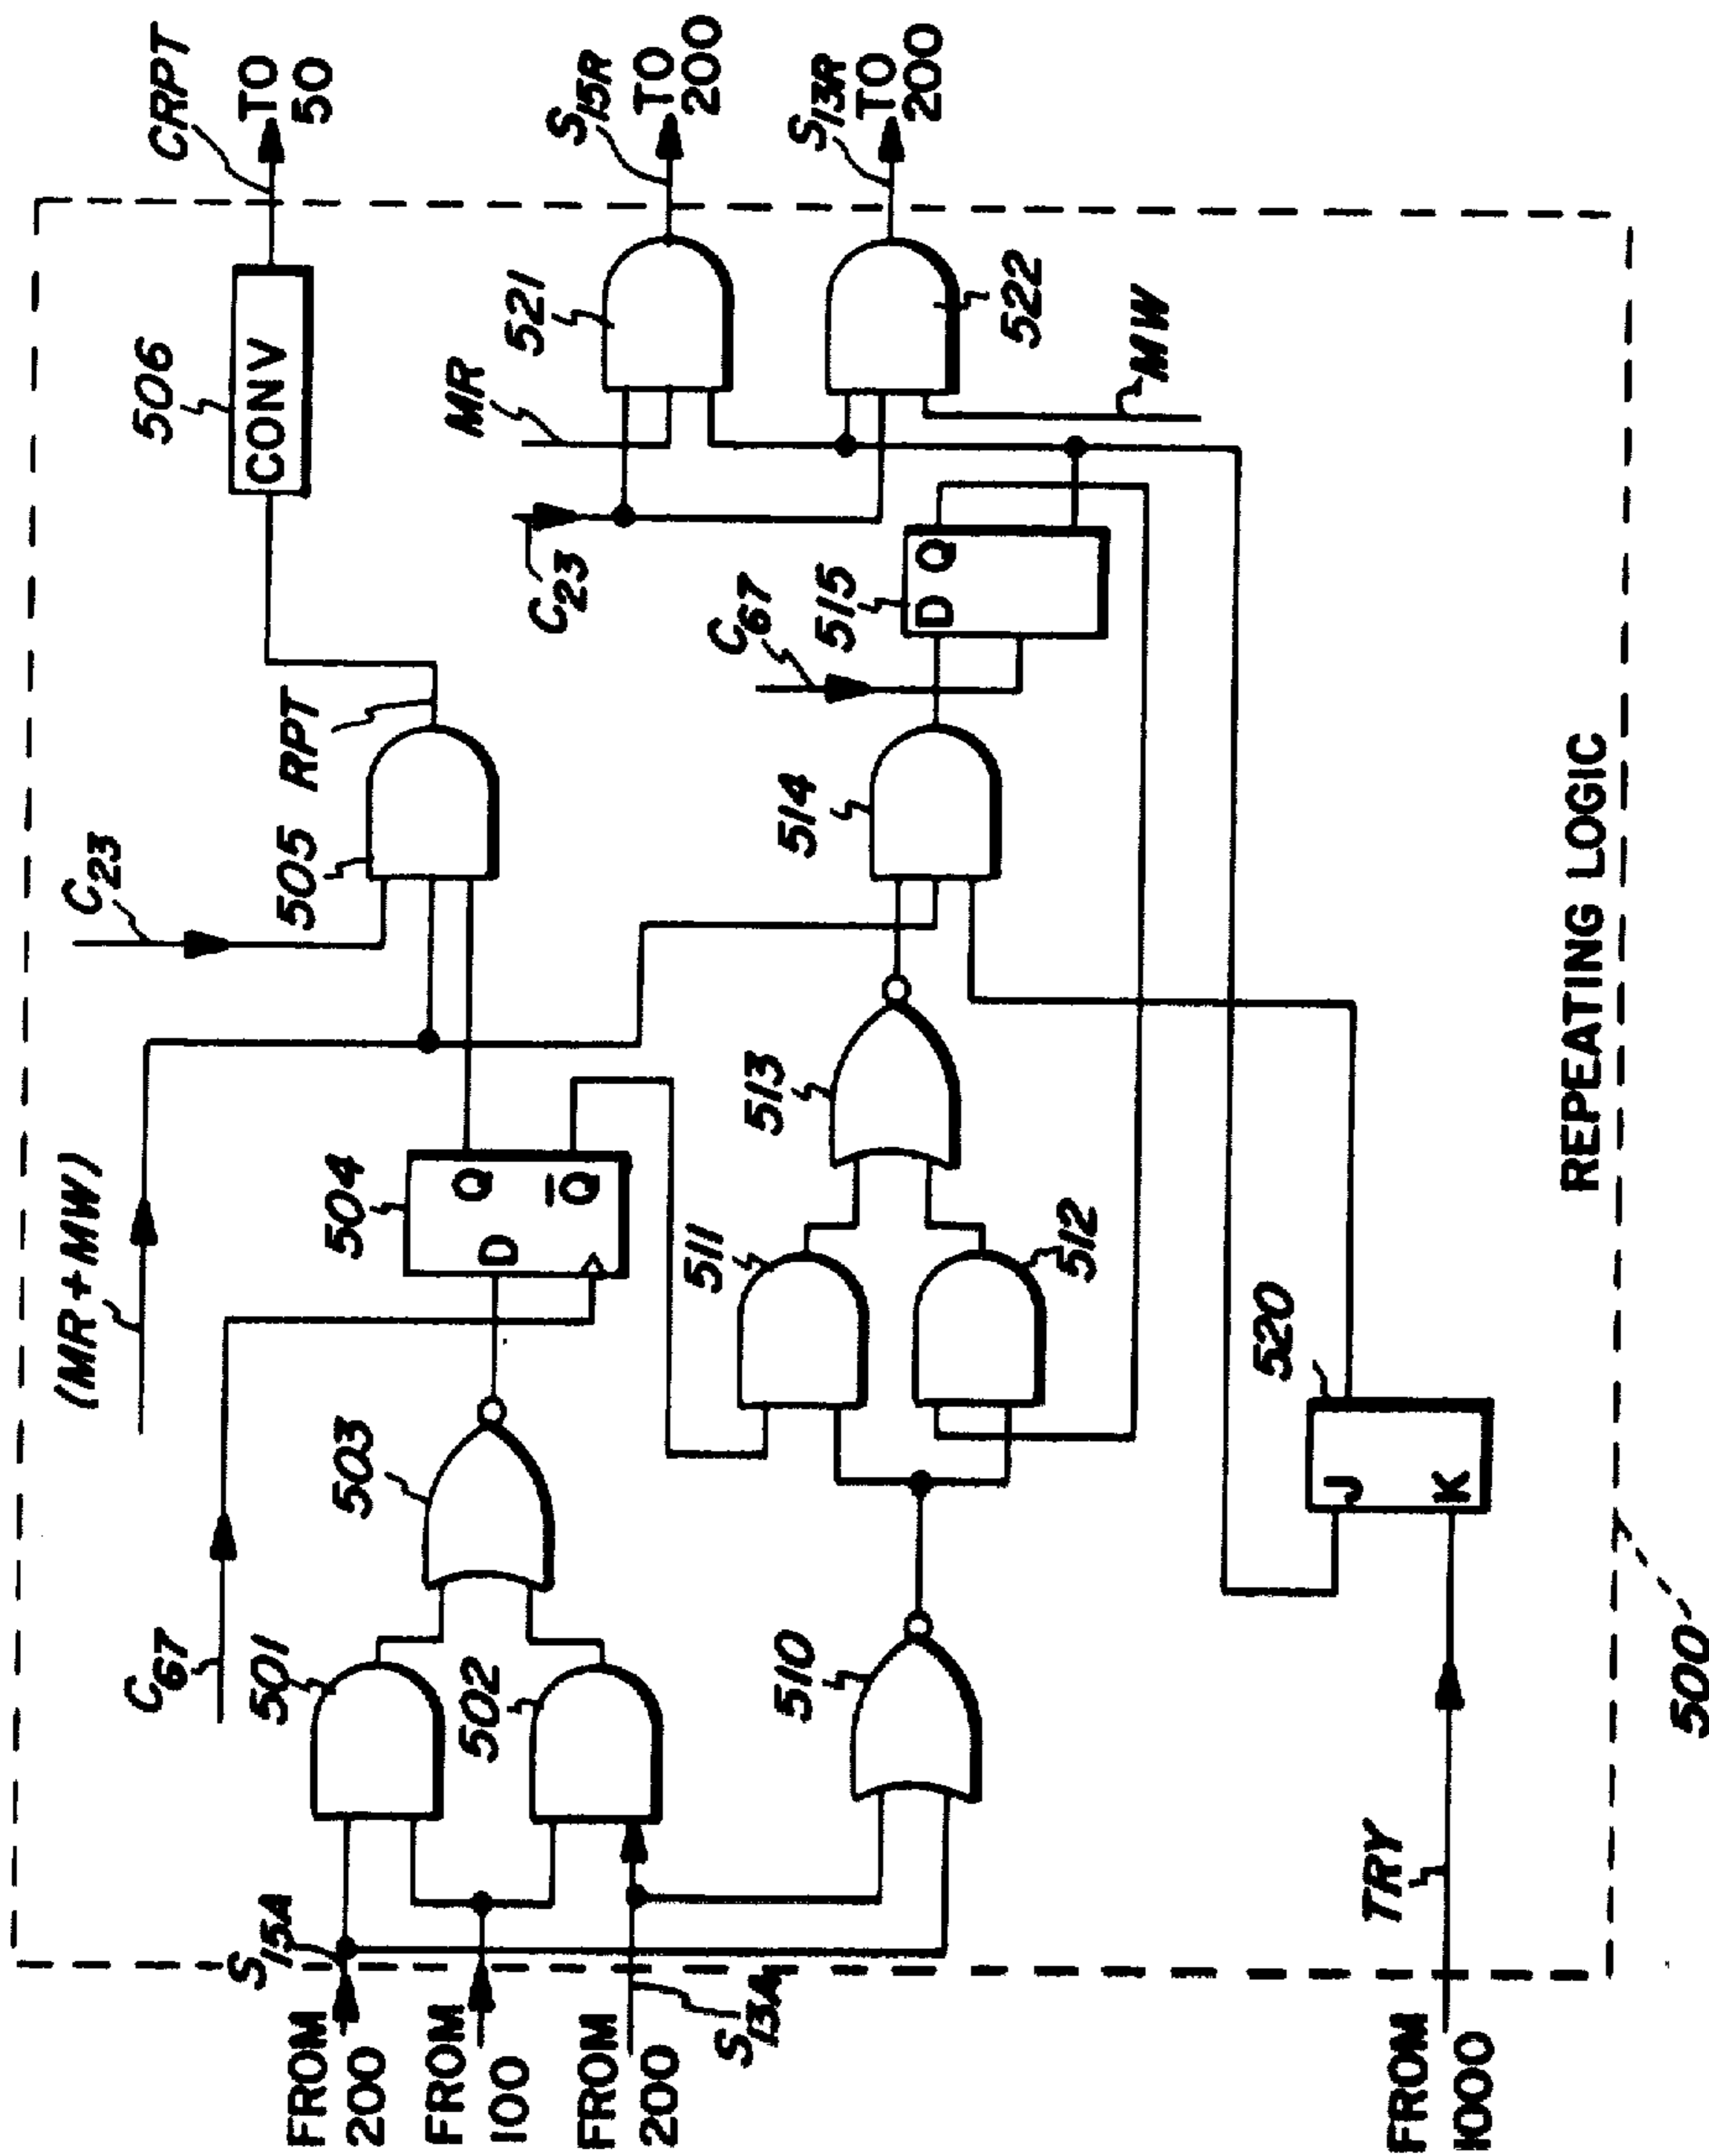 FROM
200
S15A
FROM
100
FROM
200
S13A
FROM
1000
TRY
C67
501
502
503
510
(MR+MW)
504
D
Q
Q̅
511
512
513
520
J
K
C23
505
RPT
514
C67
515
D Q
C23
MR
506
CONV
521
522
MW
CRPT
TO
50
S15R
TO
200
S13R
TO
200
REPEATING LOGIC
500